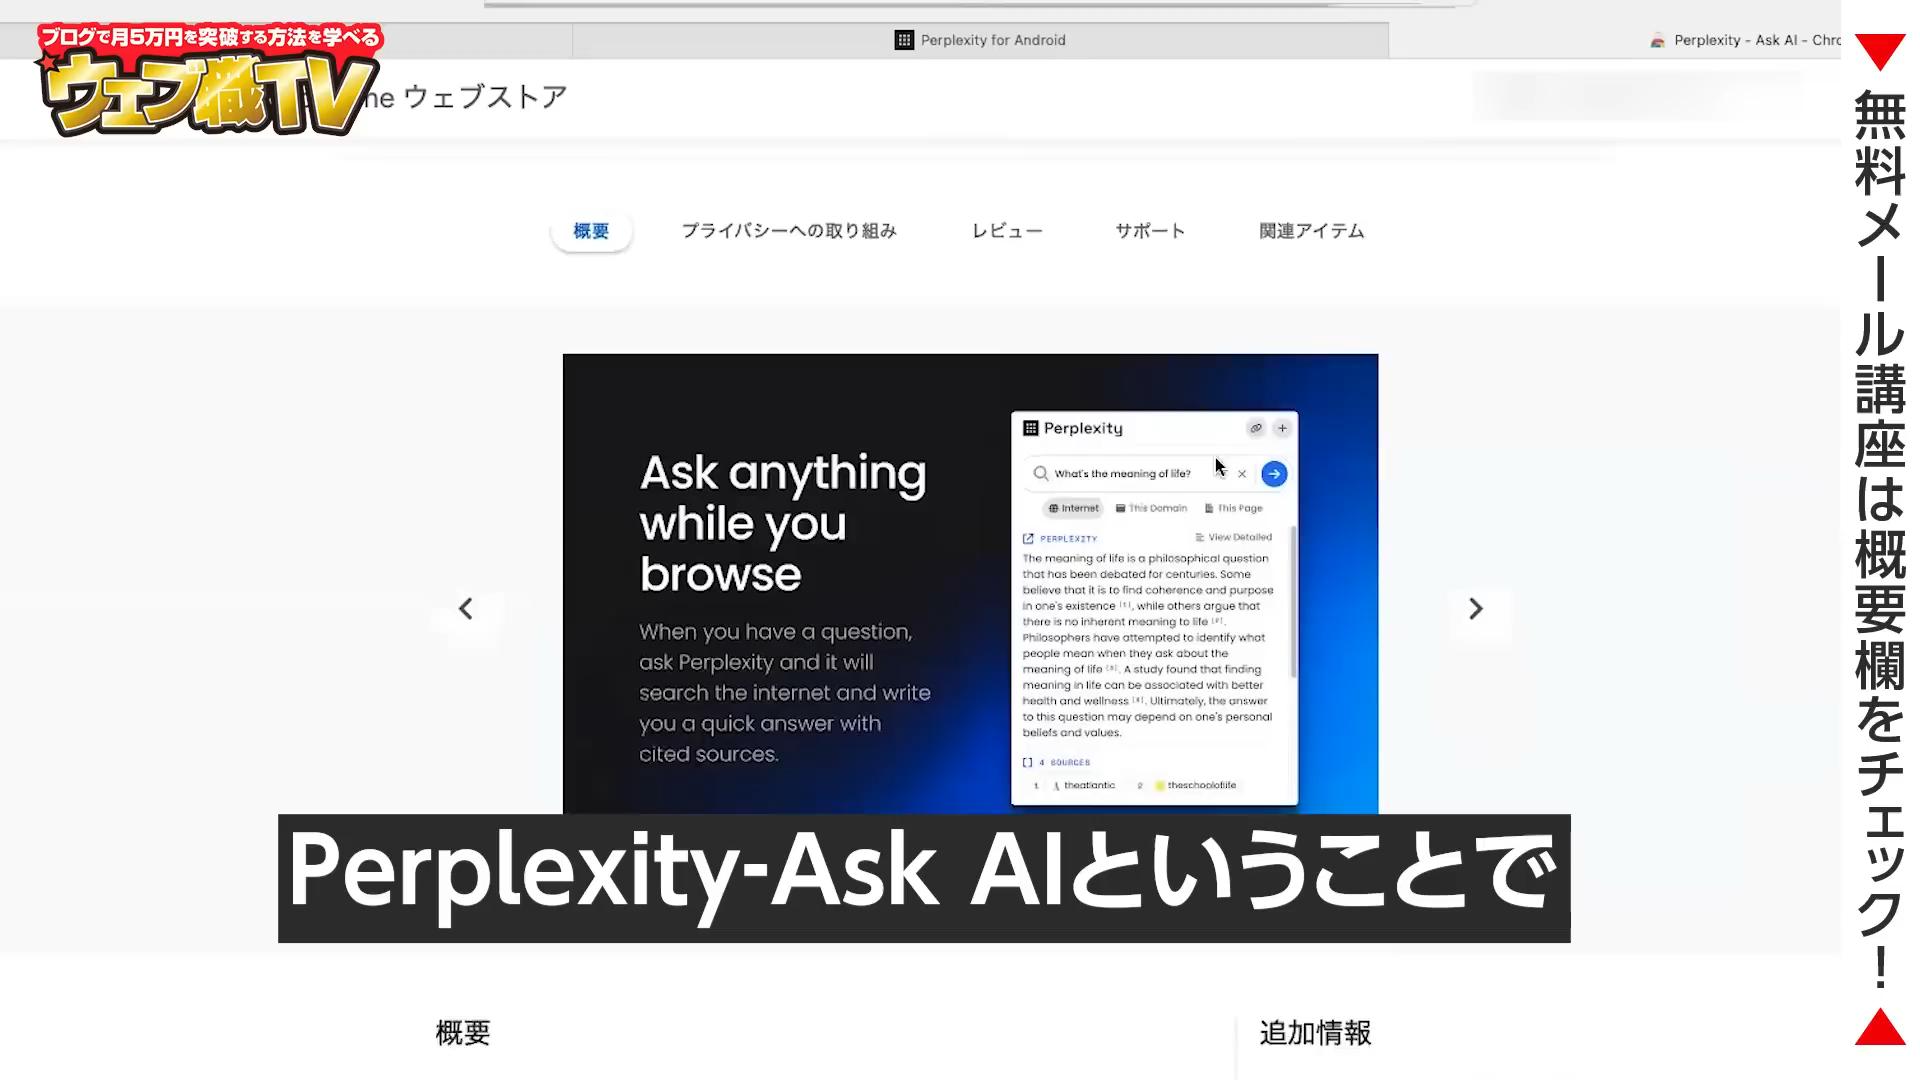 ブログで月5万円を突破する方法を学べる
ウェブ職TV
Perplexity for Android
Perplexity - Ask AI - Chro
me ウェブストア
概要
プライバシーへの取り組み
レビュー
サポート
関連アイテム
Ask anything
while you
browse
When you have a question,
ask Perplexity and it will
search the internet and write
you a quick answer with
cited sources.
Perplexity
What's the meaning of life?
Internet
This Domain
This Page
PERPLEXITY
View Detailed
The meaning of life is a philosophical question
that has been debated for centuries. Some
believe that it is to find coherence and purpose
in one's existence [1], while others argue that
there is no inherent meaning to life [2].
Philosophers have attempted to identify what
people mean when they ask about the
meaning of life [3]. A study found that finding
meaning in life can be associated with better
health and wellness [4]. Ultimately, the answer
to this question may depend on one's personal
beliefs and values.
4 SOURCES
1 theatlantic
2 theschooloflife
Perplexity-Ask AIということで
概要
追加情報
無料メール講座は概要欄をチェック!